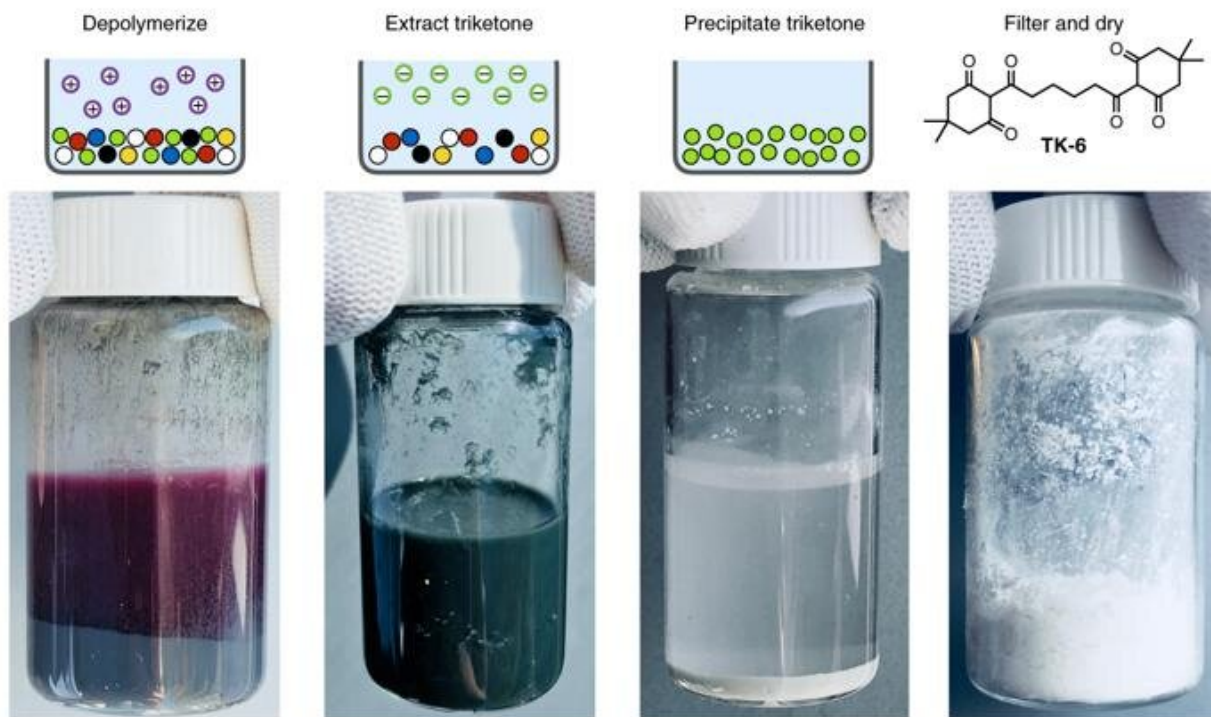 Depolymerize
Extract triketone
Precipitate triketone
Filter and dry
O O O
O O O
TK-6